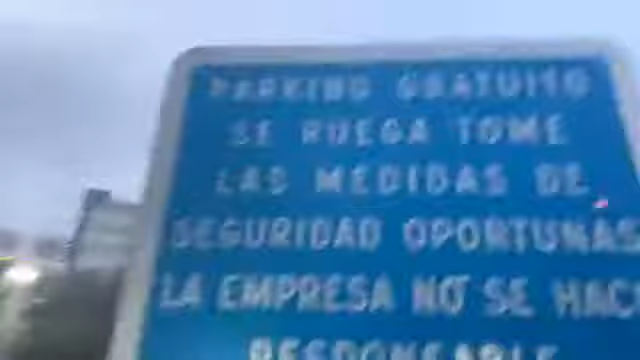 PARKING GRATUITO
SE RUEGA TOME
LAS MEDIDAS DE
SEGURIDAD OPORTUNAS
LA EMPRESA NO SE HAC
RESPONSABLE